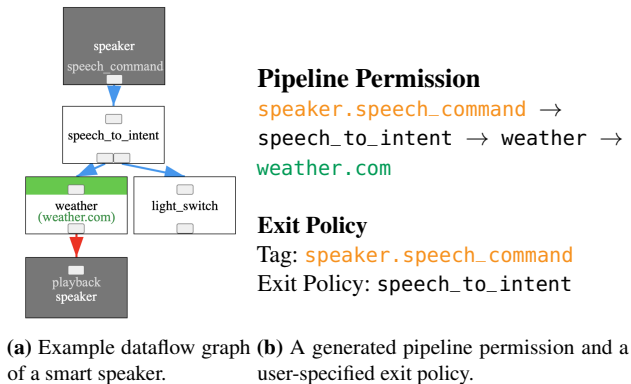 speaker
speech_command
speech_to_intent
weather
(weather.com)
light_switch
playback
speaker
Pipeline Permission
speaker.speech_command →
speech_to_intent → weather →
weather.com
Exit Policy
Tag: speaker.speech_command
Exit Policy: speech_to_intent
(a) Example dataflow graph
of a smart speaker.
(b) A generated pipeline permission and a
user-specified exit policy.